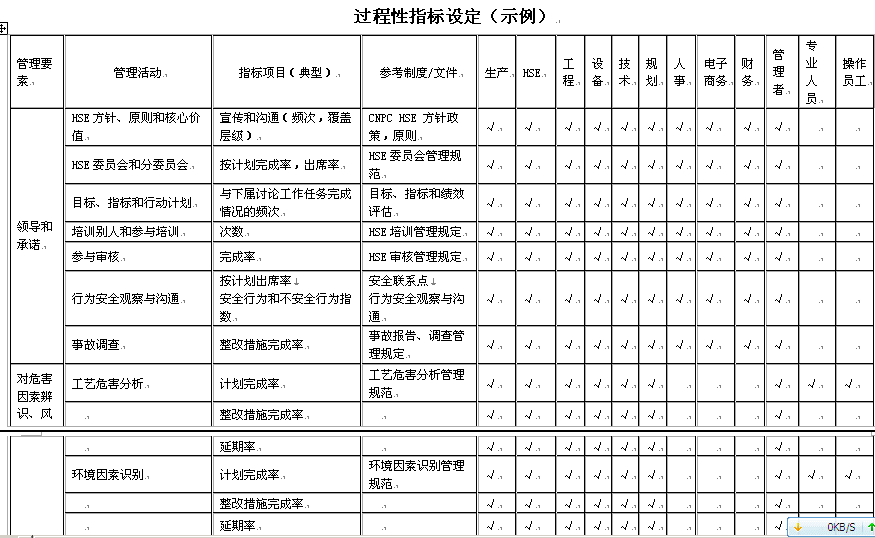 过程性指标设定（示例）
管理要素 管理活动 指标项目（典型） 参考制度/文件 生产 HSE 工程 设备 技术 规划 人事 电子商务 财务 管理者 专业人员 操作员工
领导和承诺
HSE 方针、原则和核心价值 宣传和沟通（频次，覆盖层级） CNPC HSE 方针政策，原则 √ √ √ √ √ √ √ √ √ √
HSE 委员会和分委员会 按计划完成率，出席率 HSE 委员会管理规范 √ √ √ √ √ √ √ √ √ √
目标、指标和行动计划 与下属讨论工作任务完成情况的频次 目标、指标和绩效评估 √ √ √ √ √ √ √ √ √ √
培训别人和参与培训 次数 HSE 培训管理规定 √ √ √ √ √ √ √ √ √ √
参与审核 完成率 HSE 审核管理规定 √ √ √ √ √ √ √ √ √ √
行为安全观察与沟通 按计划出席率 安全行为和不安全行为指数 安全联系点 行为安全观察与沟通 √ √ √ √ √ √ √ √ √ √
事故调查 整改措施完成率 事故报告、调查管理规定 √ √ √ √ √ √ √ √ √ √
对危害因素辨识、风
工艺危害分析 计划完成率 工艺危害分析管理规范 √ √ √ √ √ √ √ √ √
整改措施完成率 √ √ √ √ √ √ √
延期率 √ √ √ √ √ √ √
环境因素识别 计划完成率 环境因素识别管理规范 √ √ √ √ √ √ √ √ √
整改措施完成率 √ √ √ √ √ √ √
延期率 √ √ √ √ √ √ √
0KB/S